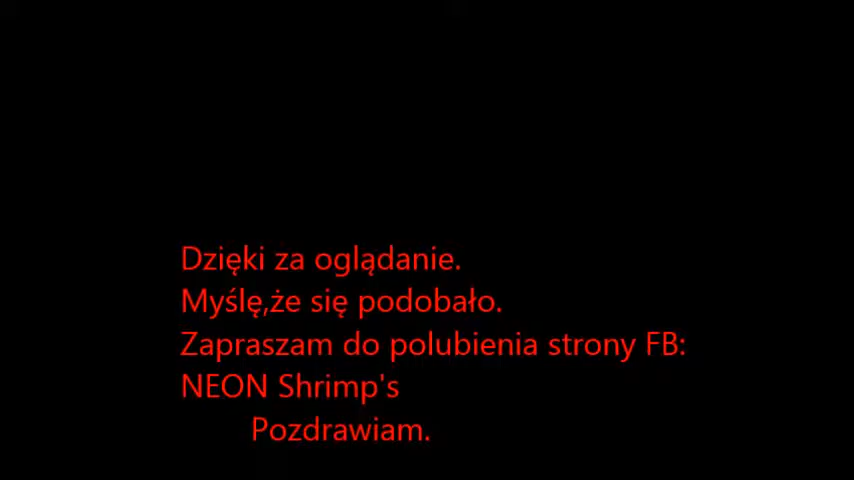 Dzięki za oglądanie.
Myślę,że się podobało.
Zapraszam do polubienia strony FB:
NEON Shrimp's
Pozdrawiam.